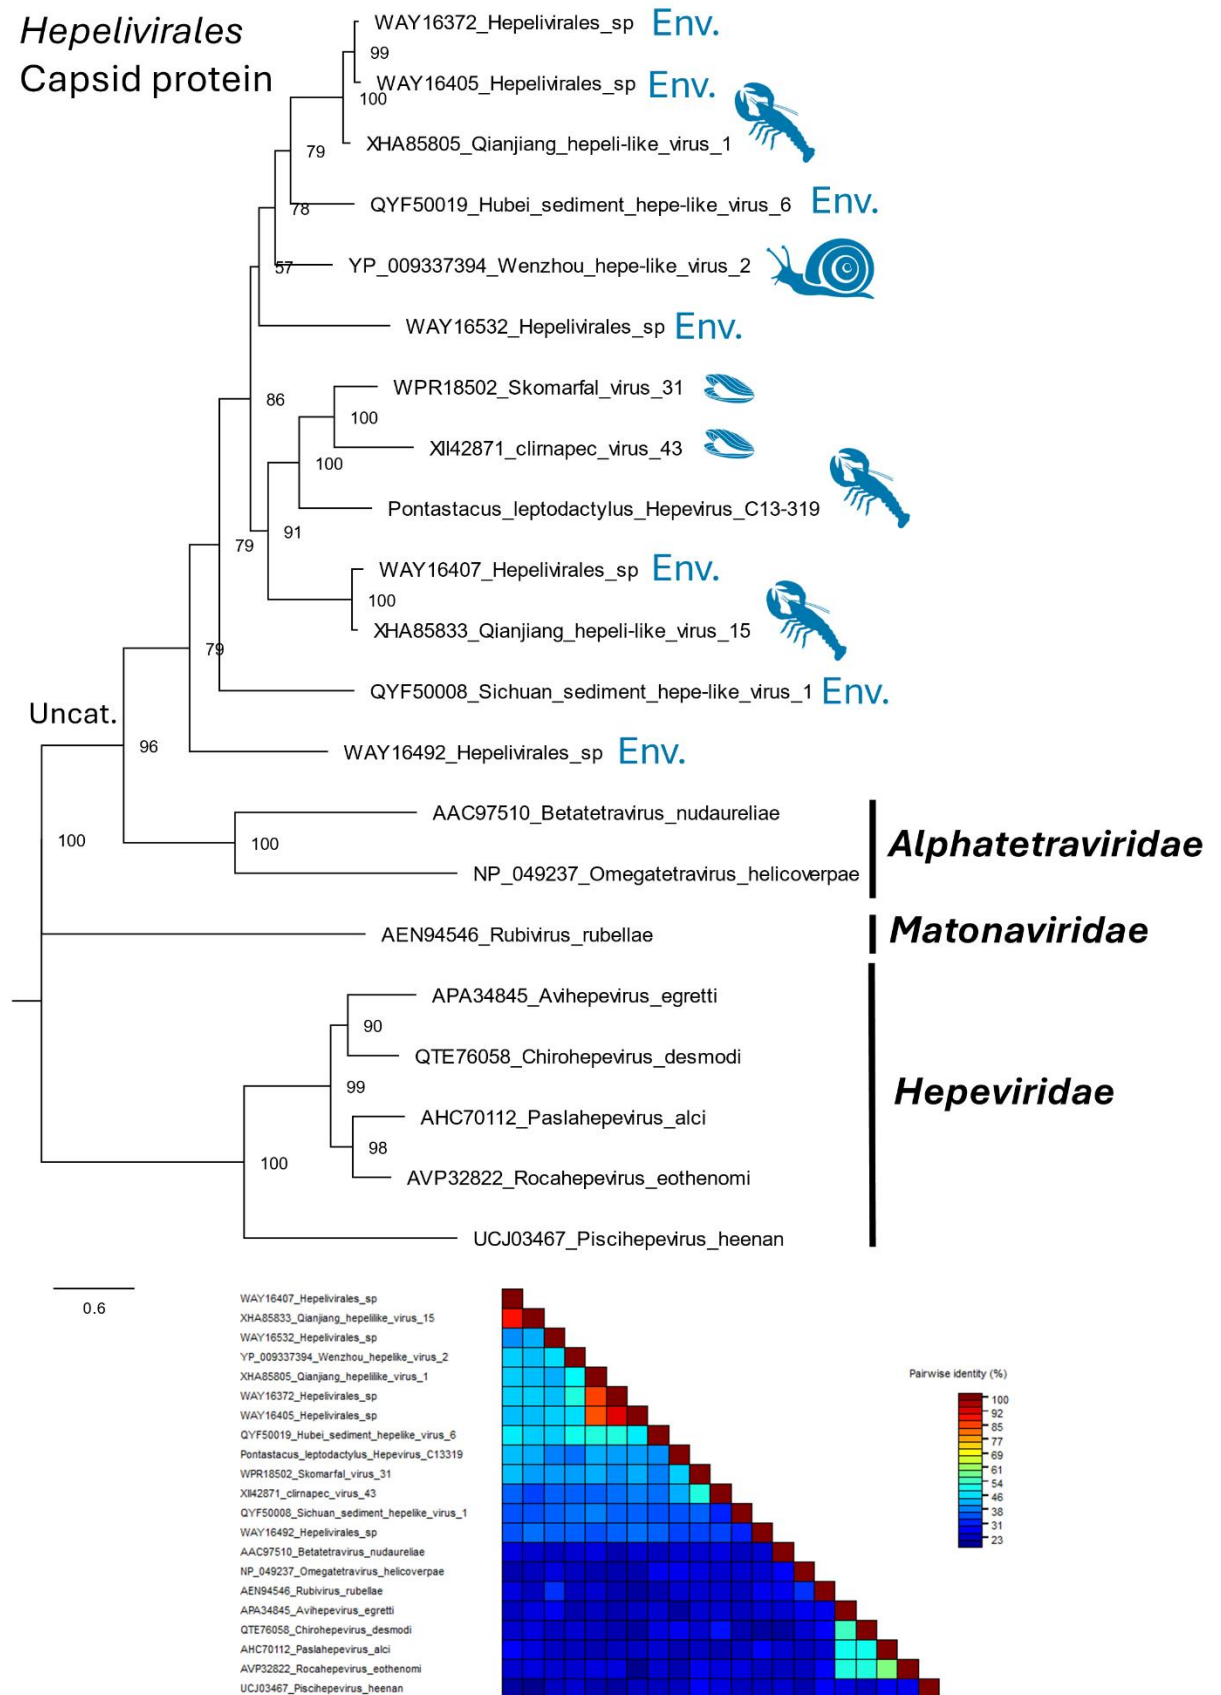 Hepelivirales
Capsid protein
WAY16372_Hepelivirales_sp Env.
99
WAY16405_Hepelivirales_sp Env.
100
XHA85805_Qianjiang_hepeli-like_virus_1
79
QYF50019_Hubei_sediment_hepe-like_virus_6 Env.
78
YP_009337394_Wenzhou_hepe-like_virus_2
57
WAY16532_Hepelivirales_sp Env.
WPR18502_Skomarfal_virus_31
86
100
XII42871_clirnapec_virus_43
100
Pontastacus_leptodactylus_Hepevirus_C13-319
91
79
WAY16407_Hepelivirales_sp Env.
100
XHA85833_Qianjiang_hepeli-like_virus_15
79
QYF50008_Sichuan_sediment_hepe-like_virus_1 Env.
Uncat.
96
WAY16492_Hepelivirales_sp Env.
AAC97510_Betatetravirus_nudaureliae
100
100
Alphatetraviridae
NP_049237_Omegatetravirus_helicoverpae
AEN94546_Rubivirus_rubellae
Matonaviridae
APA34845_Avihepevirus_egretti
90
QTE76058_Chirohepevirus_desmodi
99
Hepeviridae
AHC70112_Paslahepevirus_alci
98
100
AVP32822_Rocahepevirus_eothenomi
UCJ03467_Piscihepevirus_heenan
0.6
WAY16407_Hepelivirales_sp
XHA85833_Qianjiang_hepelilike_virus_15
WAY16532_Hepelivirales_sp
YP_009337394_Wenzhou_hepelike_virus_2
XHA85805_Qianjiang_hepelilike_virus_1
WAY16372_Hepelivirales_sp
WAY16405_Hepelivirales_sp
QYF50019_Hubei_sediment_hepelike_virus_6
Pontastacus_leptodactylus_Hepevirus_C13319
WPR18502_Skomarfal_virus_31
XII42871_clirnapec_virus_43
QYF50008_Sichuan_sediment_hepelike_virus_1
WAY16492_Hepelivirales_sp
AAC97510_Betatetravirus_nudaureliae
NP_049237_Omegatetravirus_helicoverpae
AEN94546_Rubivirus_rubellae
APA34845_Avihepevirus_egretti
QTE76058_Chirohepevirus_desmodi
AHC70112_Paslahepevirus_alci
AVP32822_Rocahepevirus_eothenomi
UCJ03467_Piscihepevirus_heenan
Pairwise identity (%)
100
92
85
77
69
61
54
46
38
31
23